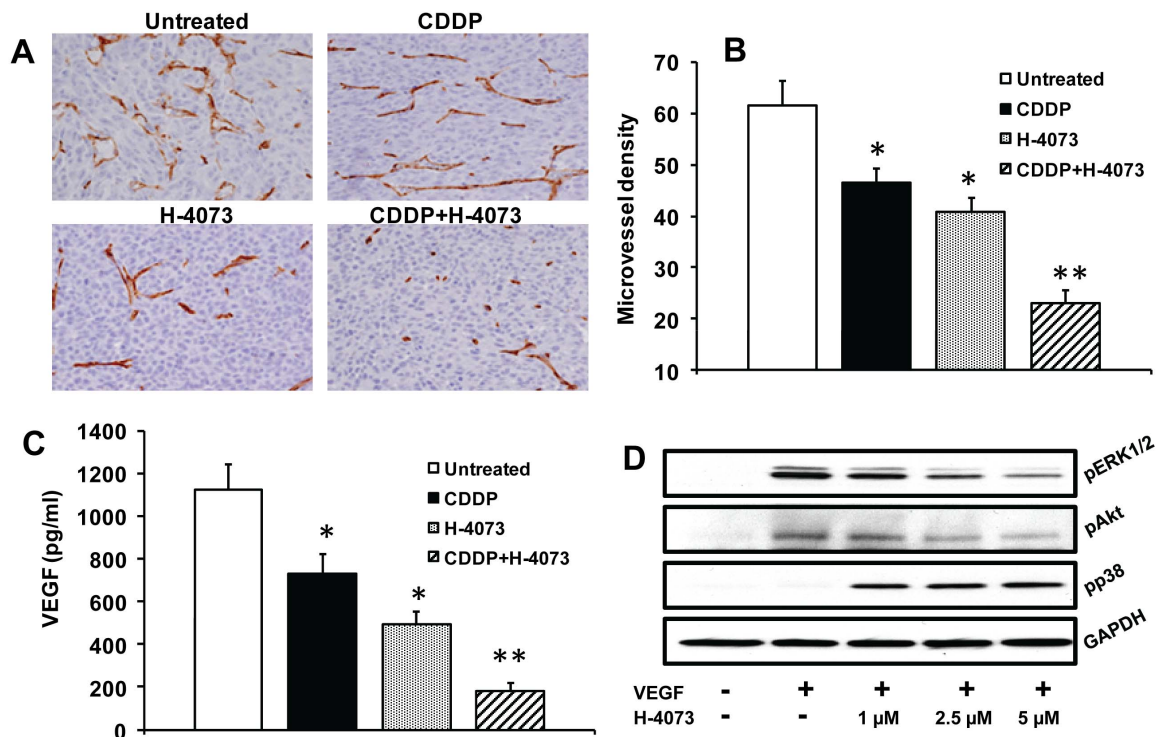 A
Untreated
CDDP
H-4073
CDDP+H-4073
B
Microvessel density
70
60
50
40
30
20
10
*
*
**
Untreated
CDDP
H-4073
CDDP+H-4073
C
VEGF (pg/ml)
1400
1200
1000
800
600
400
200
0
*
*
**
Untreated
CDDP
H-4073
CDDP+H-4073
D
pERK1/2
pAkt
pp38
GAPDH
VEGF - + + + +
H-4073 - - 1 μM 2.5 μM 5 μM